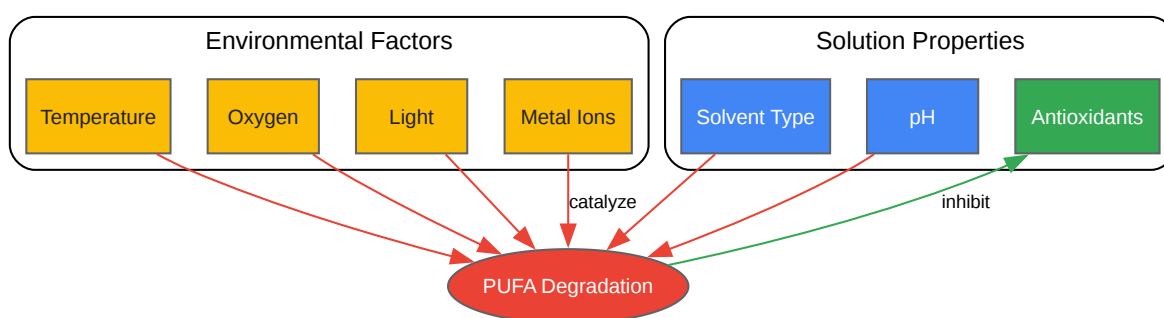 Environmental Factors
Solution Properties
Temperature
Oxygen
Light
Metal Ions
Solvent Type
pH
Antioxidants
catalyze
inhibit
PUFA Degradation